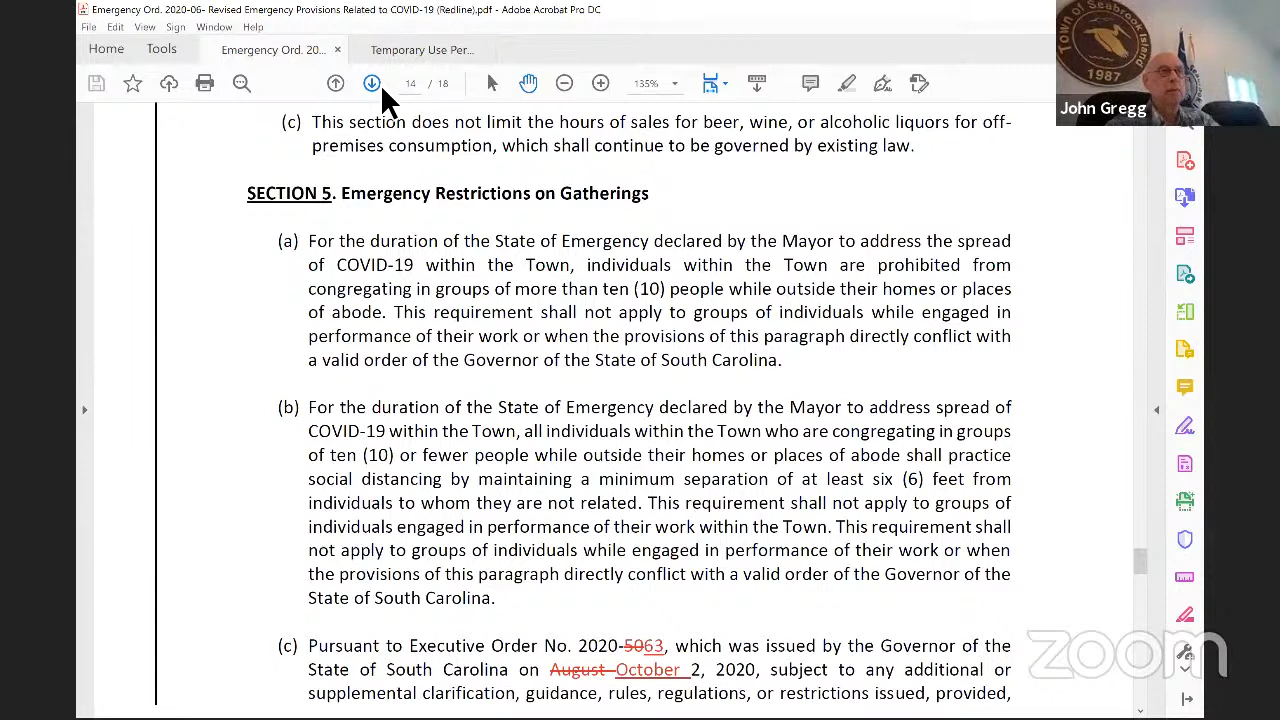 Emergency Ord. 2020-06- Revised Emergency Provisions Related to COVID-19 (Redline).pdf - Adobe Acrobat Pro DC
File Edit View Sign Window Help
Home Tools Emergency Ord. 20... × Temporary Use Per...
14 / 18 135%
Town of Seabrook Island
1987
John Gregg
(c) This section does not limit the hours of sales for beer, wine, or alcoholic liquors for off-
premises consumption, which shall continue to be governed by existing law.
SECTION 5. Emergency Restrictions on Gatherings
(a) For the duration of the State of Emergency declared by the Mayor to address the spread
of COVID-19 within the Town, individuals within the Town are prohibited from
congregating in groups of more than ten (10) people while outside their homes or places
of abode. This requirement shall not apply to groups of individuals while engaged in
performance of their work or when the provisions of this paragraph directly conflict with
a valid order of the Governor of the State of South Carolina.
(b) For the duration of the State of Emergency declared by the Mayor to address spread of
COVID-19 within the Town, all individuals within the Town who are congregating in groups
of ten (10) or fewer people while outside their homes or places of abode shall practice
social distancing by maintaining a minimum separation of at least six (6) feet from
individuals to whom they are not related. This requirement shall not apply to groups of
individuals engaged in performance of their work within the Town. This requirement shall
not apply to groups of individuals while engaged in performance of their work or when
the provisions of this paragraph directly conflict with a valid order of the Governor of the
State of South Carolina.
(c) Pursuant to Executive Order No. 2020-5063, which was issued by the Governor of the
State of South Carolina on August October 2, 2020, subject to any additional or
supplemental clarification, guidance, rules, regulations, or restrictions issued, provided,
zoom